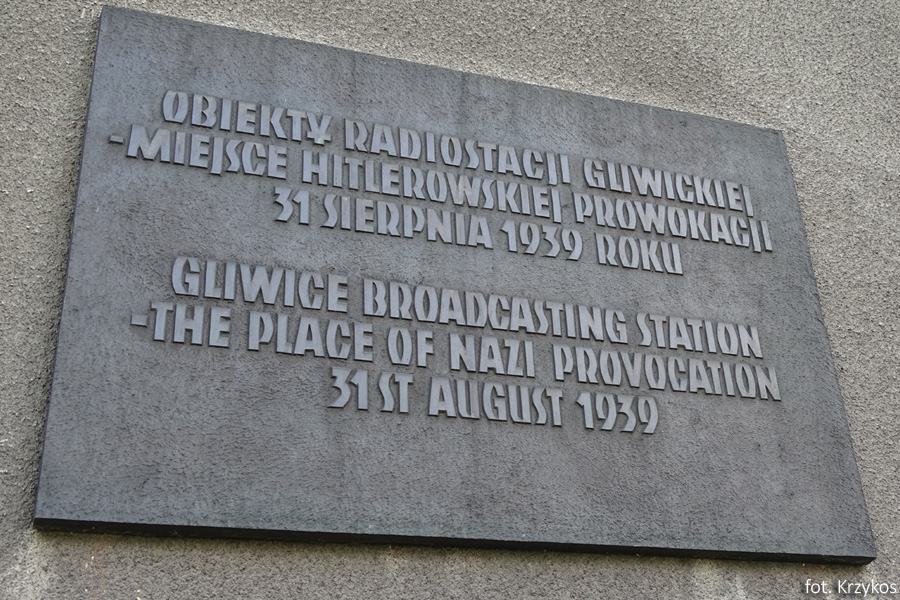 OBIEKTY RADIOSTACJI GLIWICKIEJ
-MIEJSCE HITLEROWSKIEJ PROWOKACJI
31 SIERPNIA 1939 ROKU
GLIWICE BROADCASTING STATION
-THE PLACE OF NAZI PROVOCATION
31 ST AUGUST 1939
fot. Krzykos